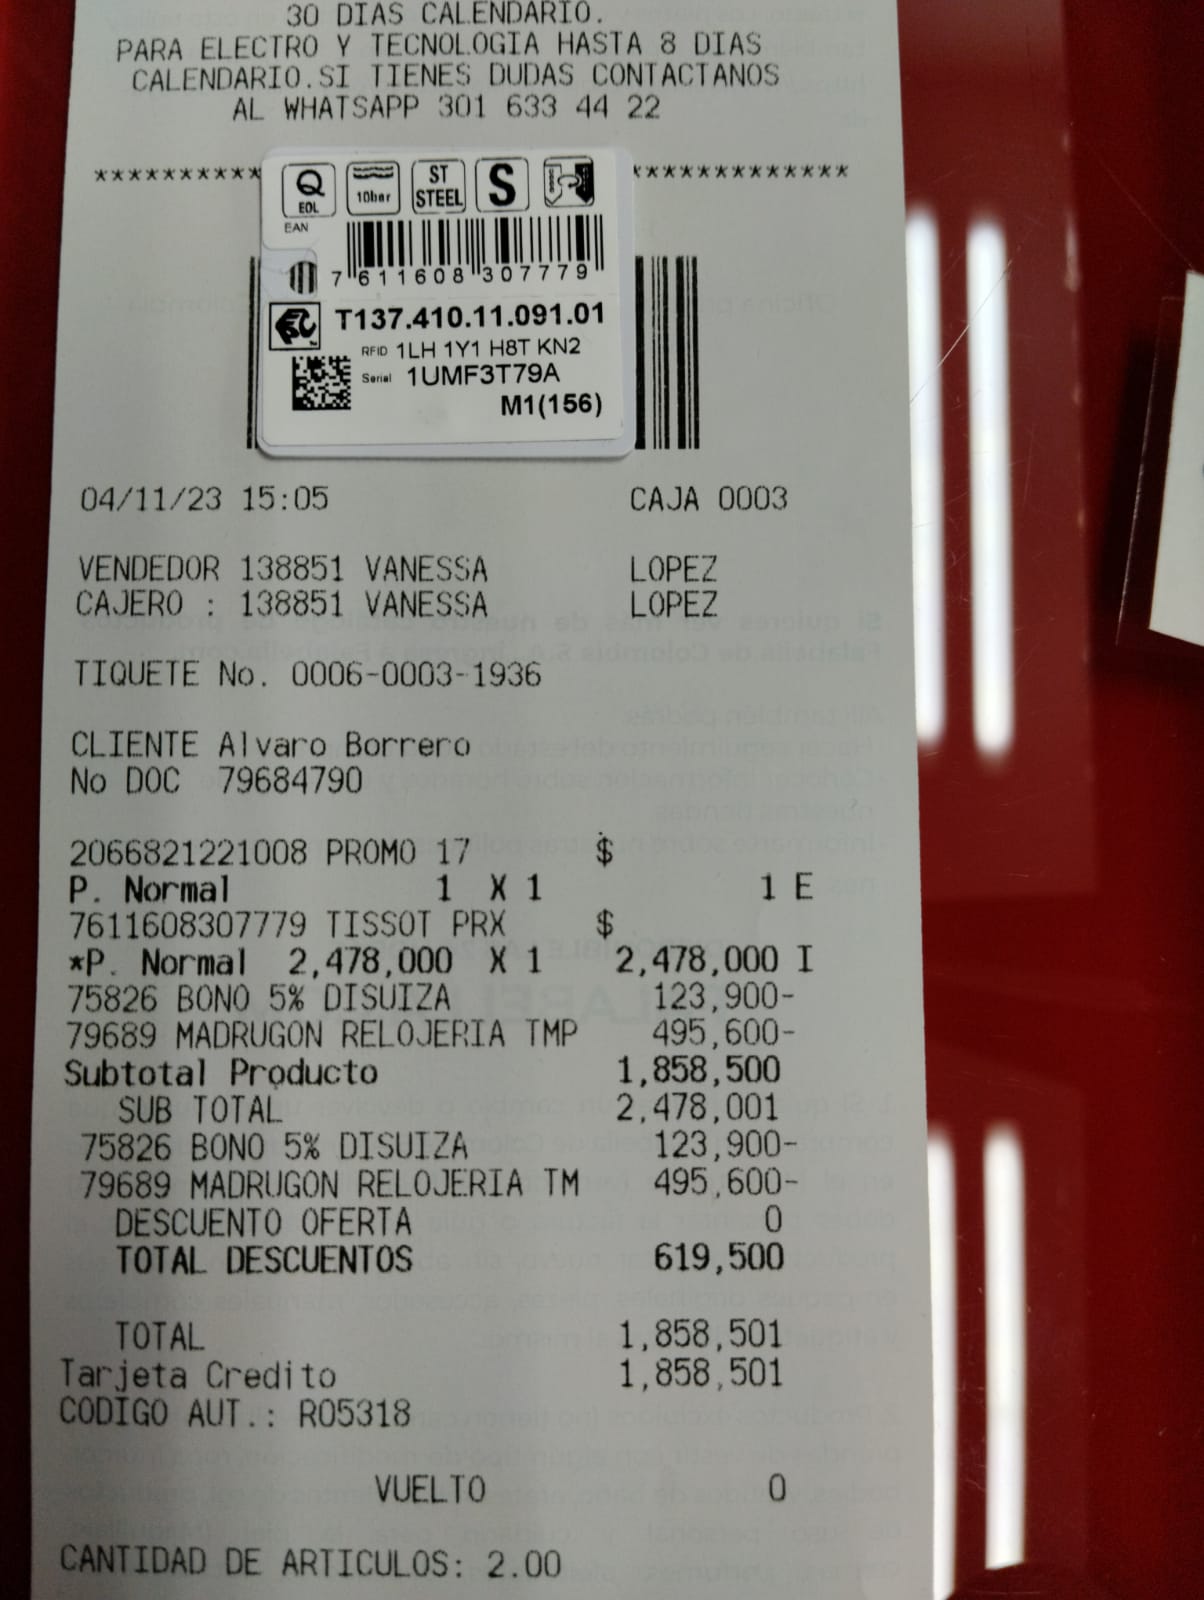 30 DIAS CALENDARIO.
PARA ELECTRO Y TECNOLOGIA HASTA 8 DIAS
CALENDARIO.SI TIENES DUDAS CONTACTANOS
AL WHATSAPP 301 633 44 22
Q EOL 10bar ST STEEL S
EAN
7 611608 307779
T137.410.11.091.01
RFID 1LH 1Y1 H8T KN2
Serial 1UMF3T79A
M1(156)
04/11/23 15:05 CAJA 0003
VENDEDOR 138851 VANESSA LOPEZ
CAJERO : 138851 VANESSA LOPEZ
TIQUETE No. 0006-0003-1936
CLIENTE Alvaro Borrero
No DOC 79684790
2066821221008 PROMO 17 $
P. Normal 1 X 1 1 E
7611608307779 TISSOT PRX $
*P. Normal 2,478,000 X 1 2,478,000 I
75826 BONO 5% DISUIZA 123,900-
79689 MADRUGON RELOJERIA TMP 495,600-
Subtotal Producto 1,858,500
SUB TOTAL 2,478,001
75826 BONO 5% DISUIZA 123,900-
79689 MADRUGON RELOJERIA TM 495,600-
DESCUENTO OFERTA 0
TOTAL DESCUENTOS 619,500
TOTAL 1,858,501
Tarjeta Credito 1,858,501
CODIGO AUT.: R05318
VUELTO 0
CANTIDAD DE ARTICULOS: 2.00